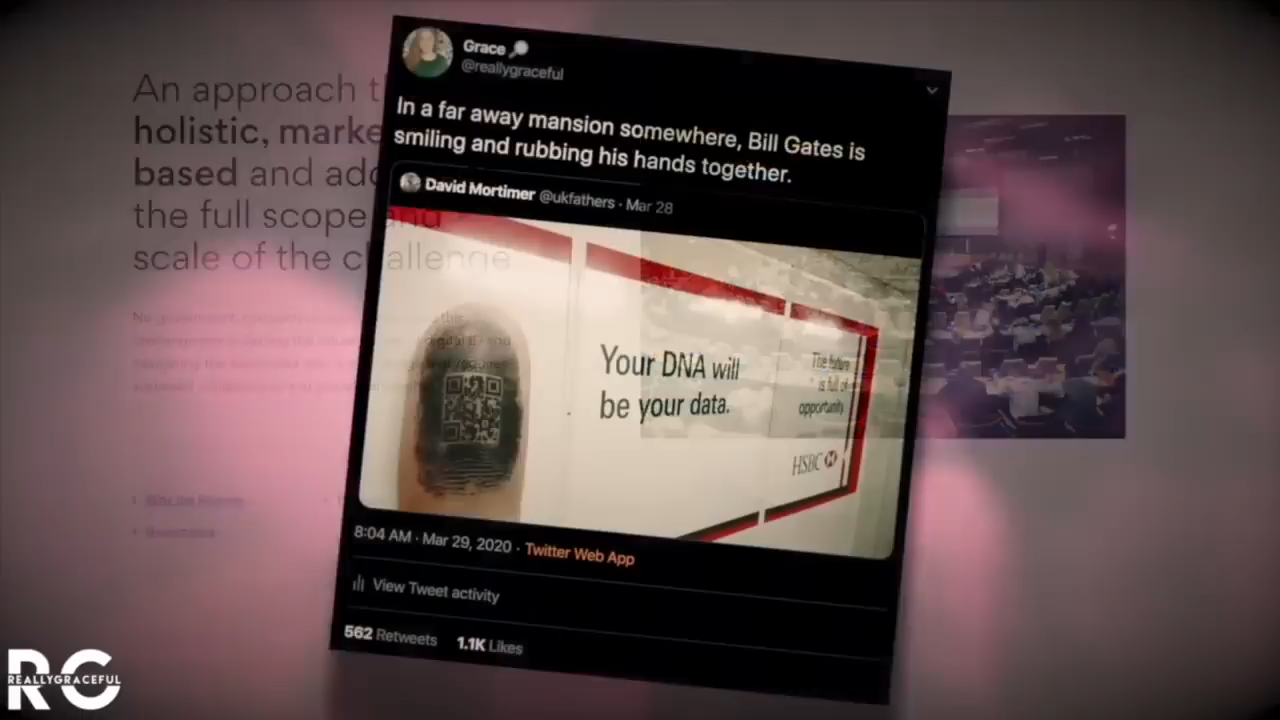 An approach t
holistic, marke
based and add
the full scope and
scale of the challenge
Grace
@reallygraceful
In a far away mansion somewhere, Bill Gates is
smiling and rubbing his hands together.
David Mortimer @ukfathers · Mar 28
Your DNA will
be your data.
The future
is full of
opportunity
HSBC
8:04 AM · Mar 29, 2020 · Twitter Web App
View Tweet activity
562 Retweets 1.1K Likes
RG
REALLYGRACEFUL